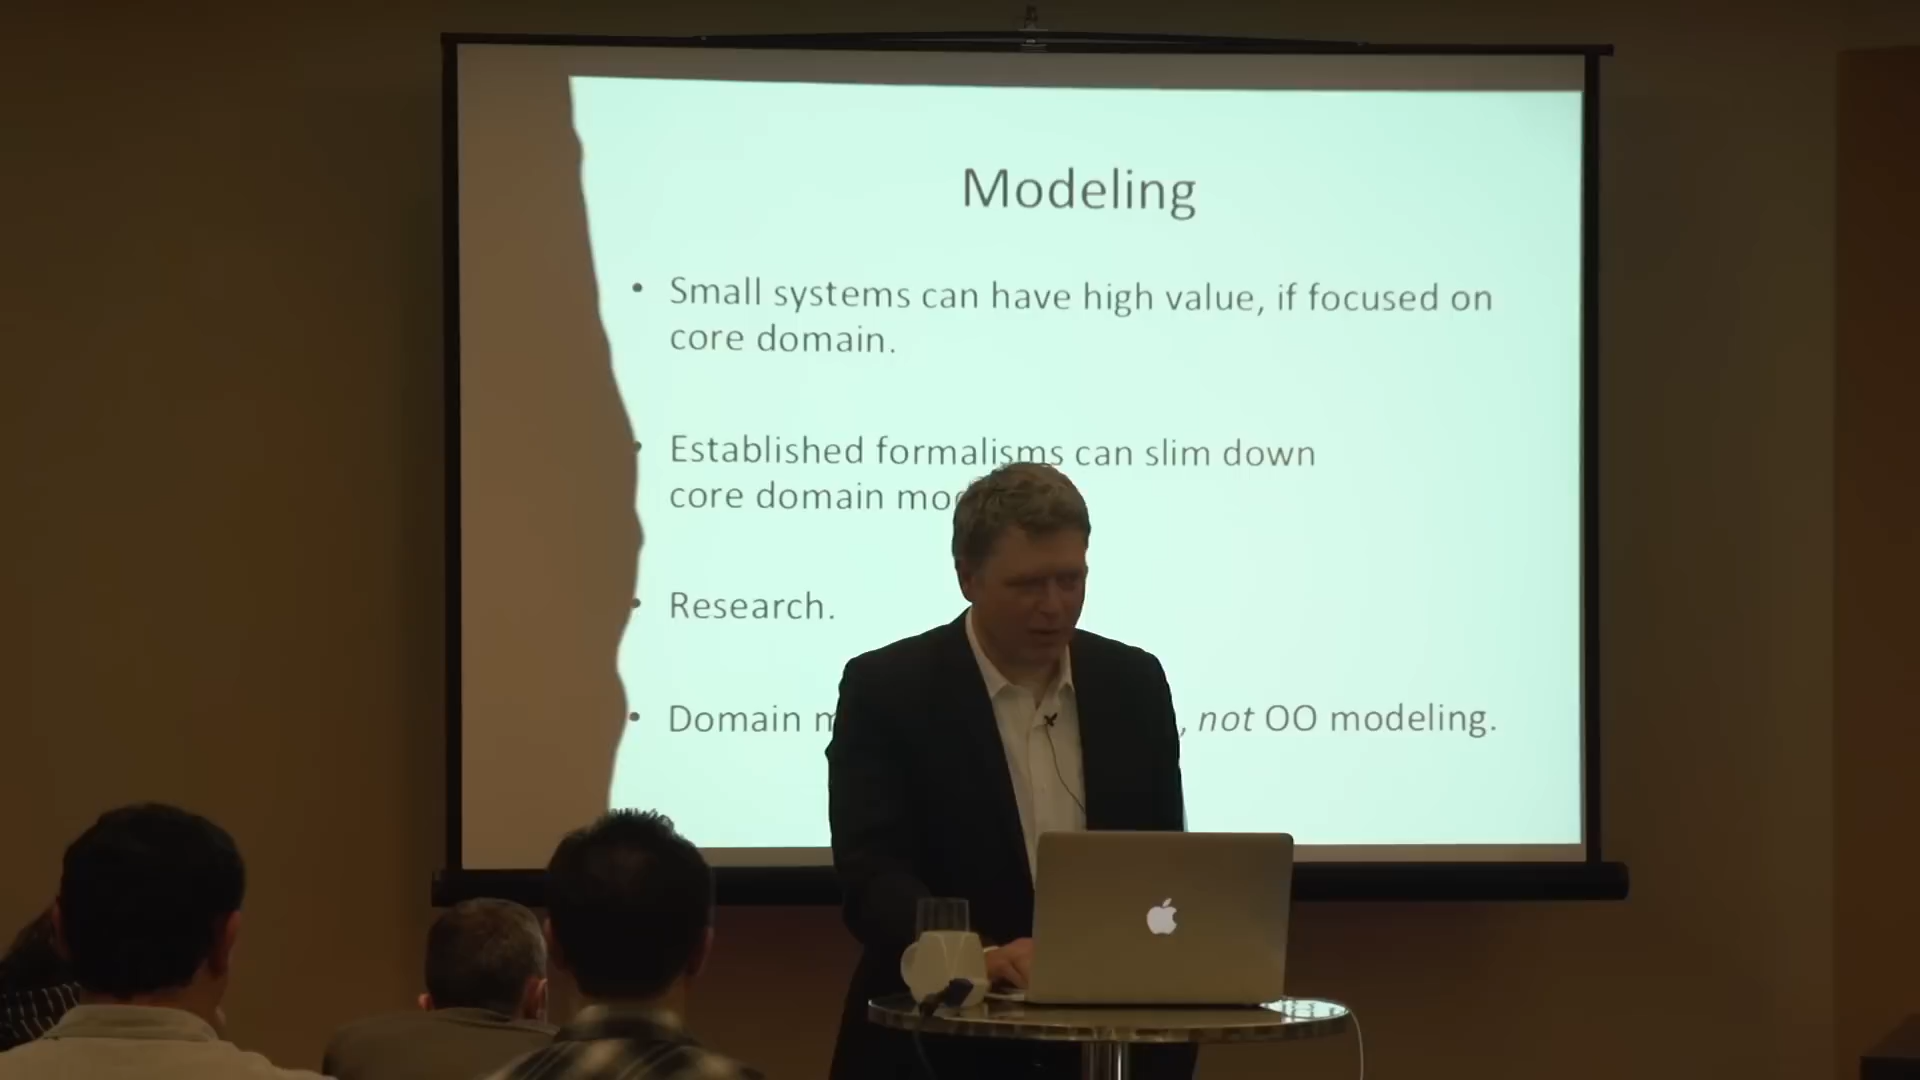 Modeling
• Small systems can have high value, if focused on
core domain.
• Established formalisms can slim down
core domain
• Research.
• Domain , not OO modeling.